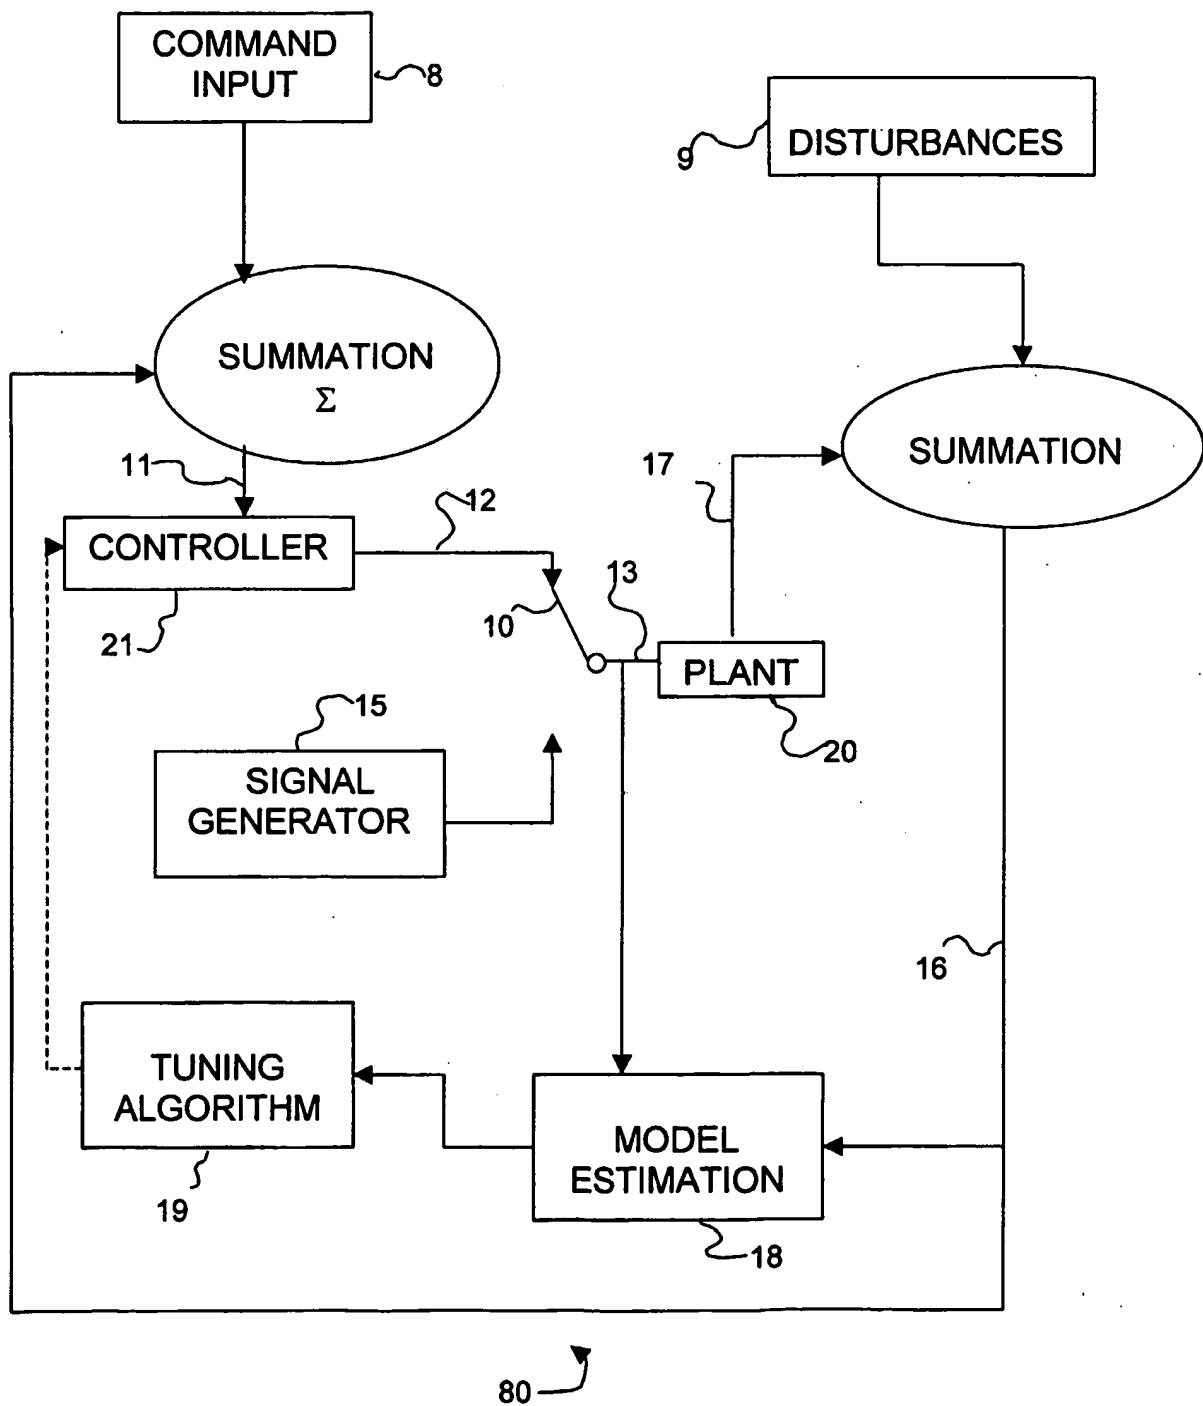 COMMAND
INPUT
8
DISTURBANCES
9
SUMMATION
Σ
SUMMATION
11
17
12
CONTROLLER
13
10
21
PLANT
15
20
SIGNAL
GENERATOR
16
TUNING
ALGORITHM
MODEL
ESTIMATION
19
18
80